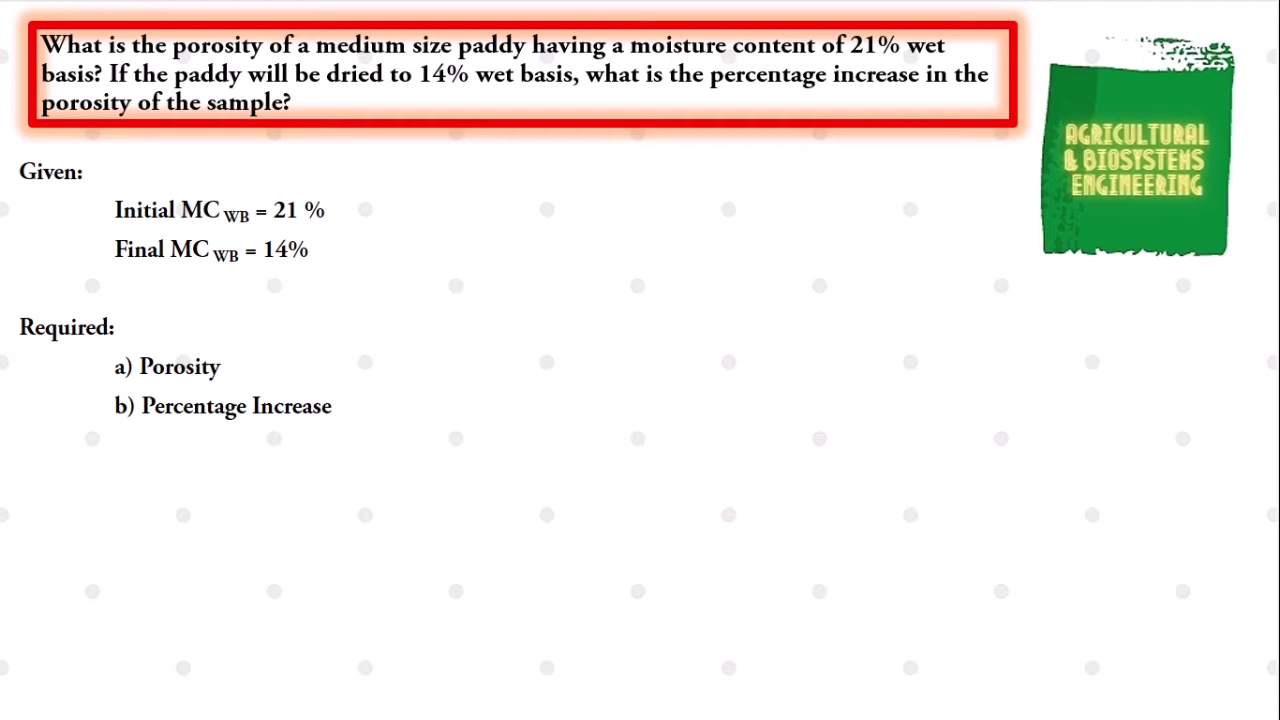 What is the porosity of a medium size paddy having a moisture content of 21% wet
basis? If the paddy will be dried to 14% wet basis, what is the percentage increase in the
porosity of the sample?
AGRICULTURAL
& BIOSYSTEMS
ENGINEERING
Given:
Initial MC WB = 21 %
Final MC WB = 14%
Required:
a) Porosity
b) Percentage Increase